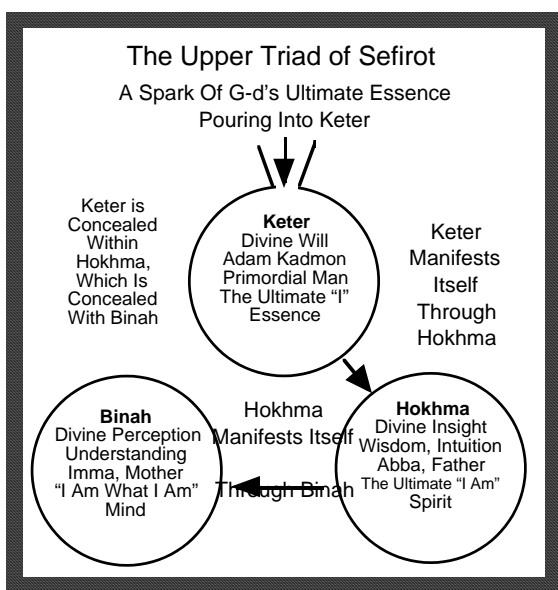 The Upper Triad of Sefirot
A Spark Of G-d's Ultimate Essence
Pouring Into Keter
Keter is
Concealed
Within
Hokhma,
Which Is
Concealed
With Binah
Keter
Divine Will
Adam Kadmon
Primordial Man
The Ultimate “I”
Essence
Keter
Manifests
Itself
Through
Hokhma
Binah
Divine Perception
Understanding
Imma, Mother
“I Am What I Am”
Mind
Hokhma
Manifests Itself
Through Binah
Hokhma
Divine Insight
Wisdom, Intuition
Abba, Father
The Ultimate “I Am”
Spirit